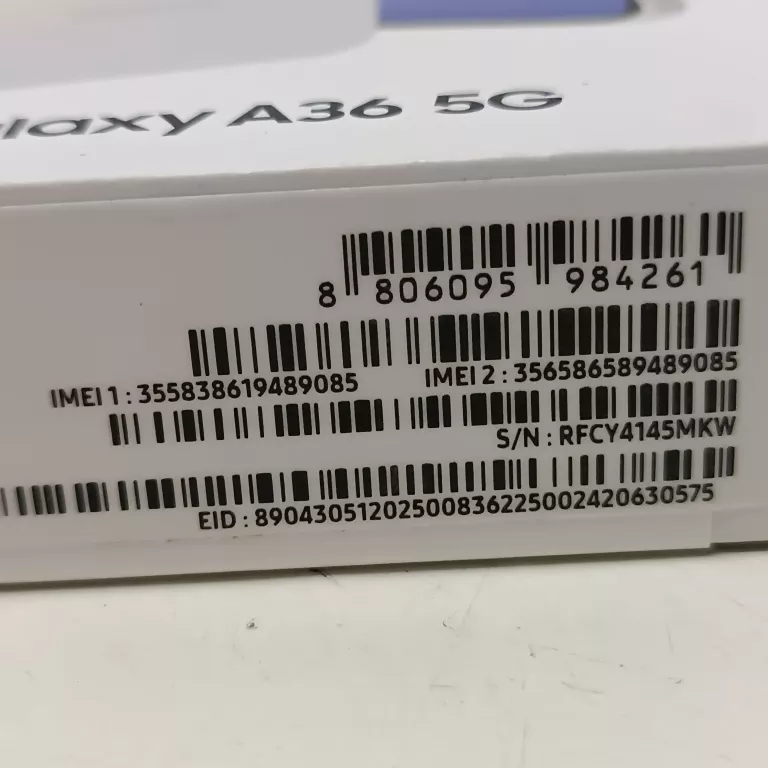 alaxy A36 5G
8 806095 984261
IMEI 1 : 355838619489085 IMEI 2 : 356586589489085
S/N : RFCY4145MKW
EID : 89043051202500836225002420630575